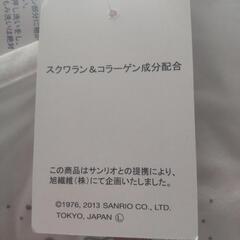 スクワラン&コラーゲン成分配合
この商品はサンリオとの提携により、
旭繊維(株)にて企画いたしました。
©1976, 2013 SANRIO CO., LTD.
TOKYO, JAPAN Ⓛ